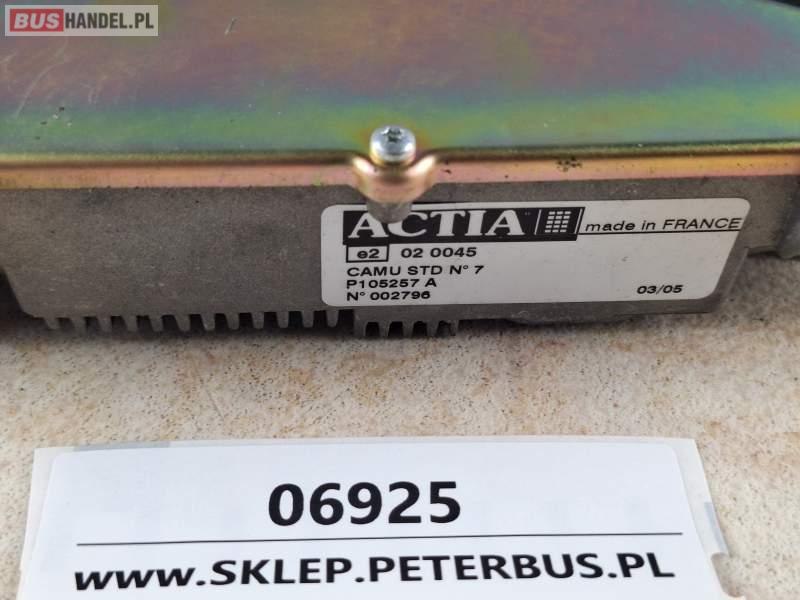 BUSHANDEL.PL
ACTIA made in FRANCE
e2 02 0045
CAMU STD N° 7
P105257 A
N° 002796 03/05
06925
www.SKLEP.PETERBUS.PL